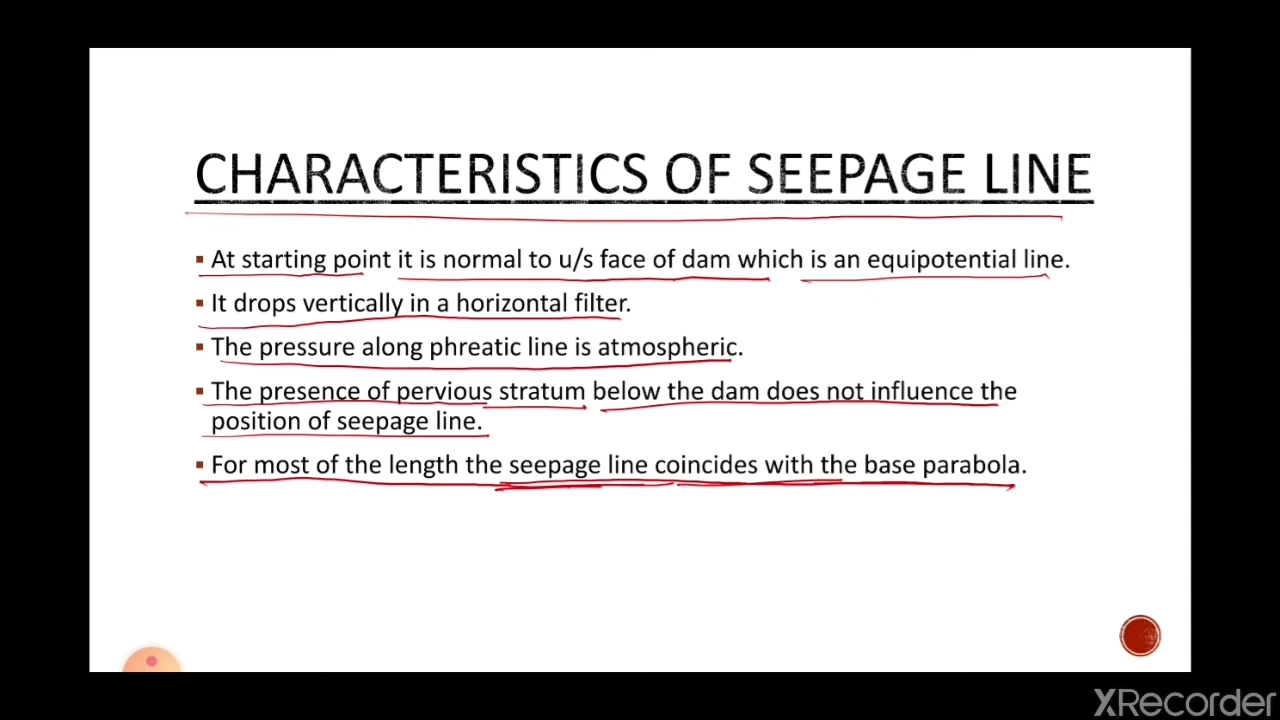 CHARACTERISTICS OF SEEPAGE LINE
▪ At starting point it is normal to u/s face of dam which is an equipotential line.
▪ It drops vertically in a horizontal filter.
▪ The pressure along phreatic line is atmospheric.
▪ The presence of pervious stratum below the dam does not influence the
position of seepage line.
▪ For most of the length the seepage line coincides with the base parabola.
XRecorder